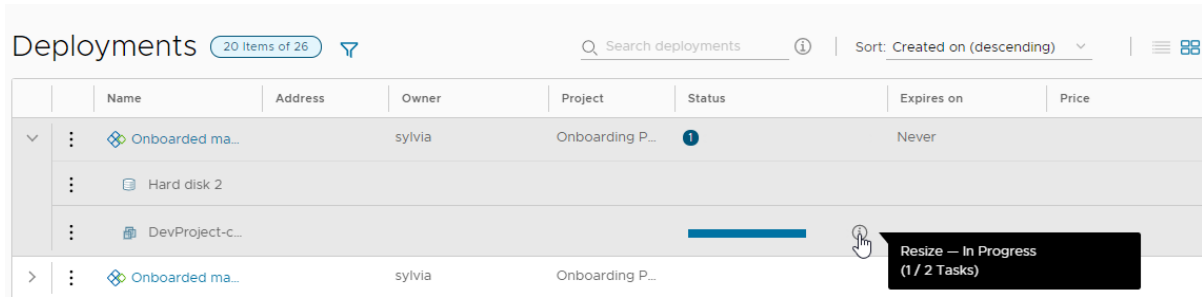 Deployments 20 Items of 26 Search deployments Sort: Created on (descending)
Name Address Owner Project Status Expires on Price
Onboarded ma... sylvia Onboarding P... 1 Never
Hard disk 2
DevProject-c...
Resize — In Progress
(1 / 2 Tasks)
Onboarded ma... sylvia Onboarding P...